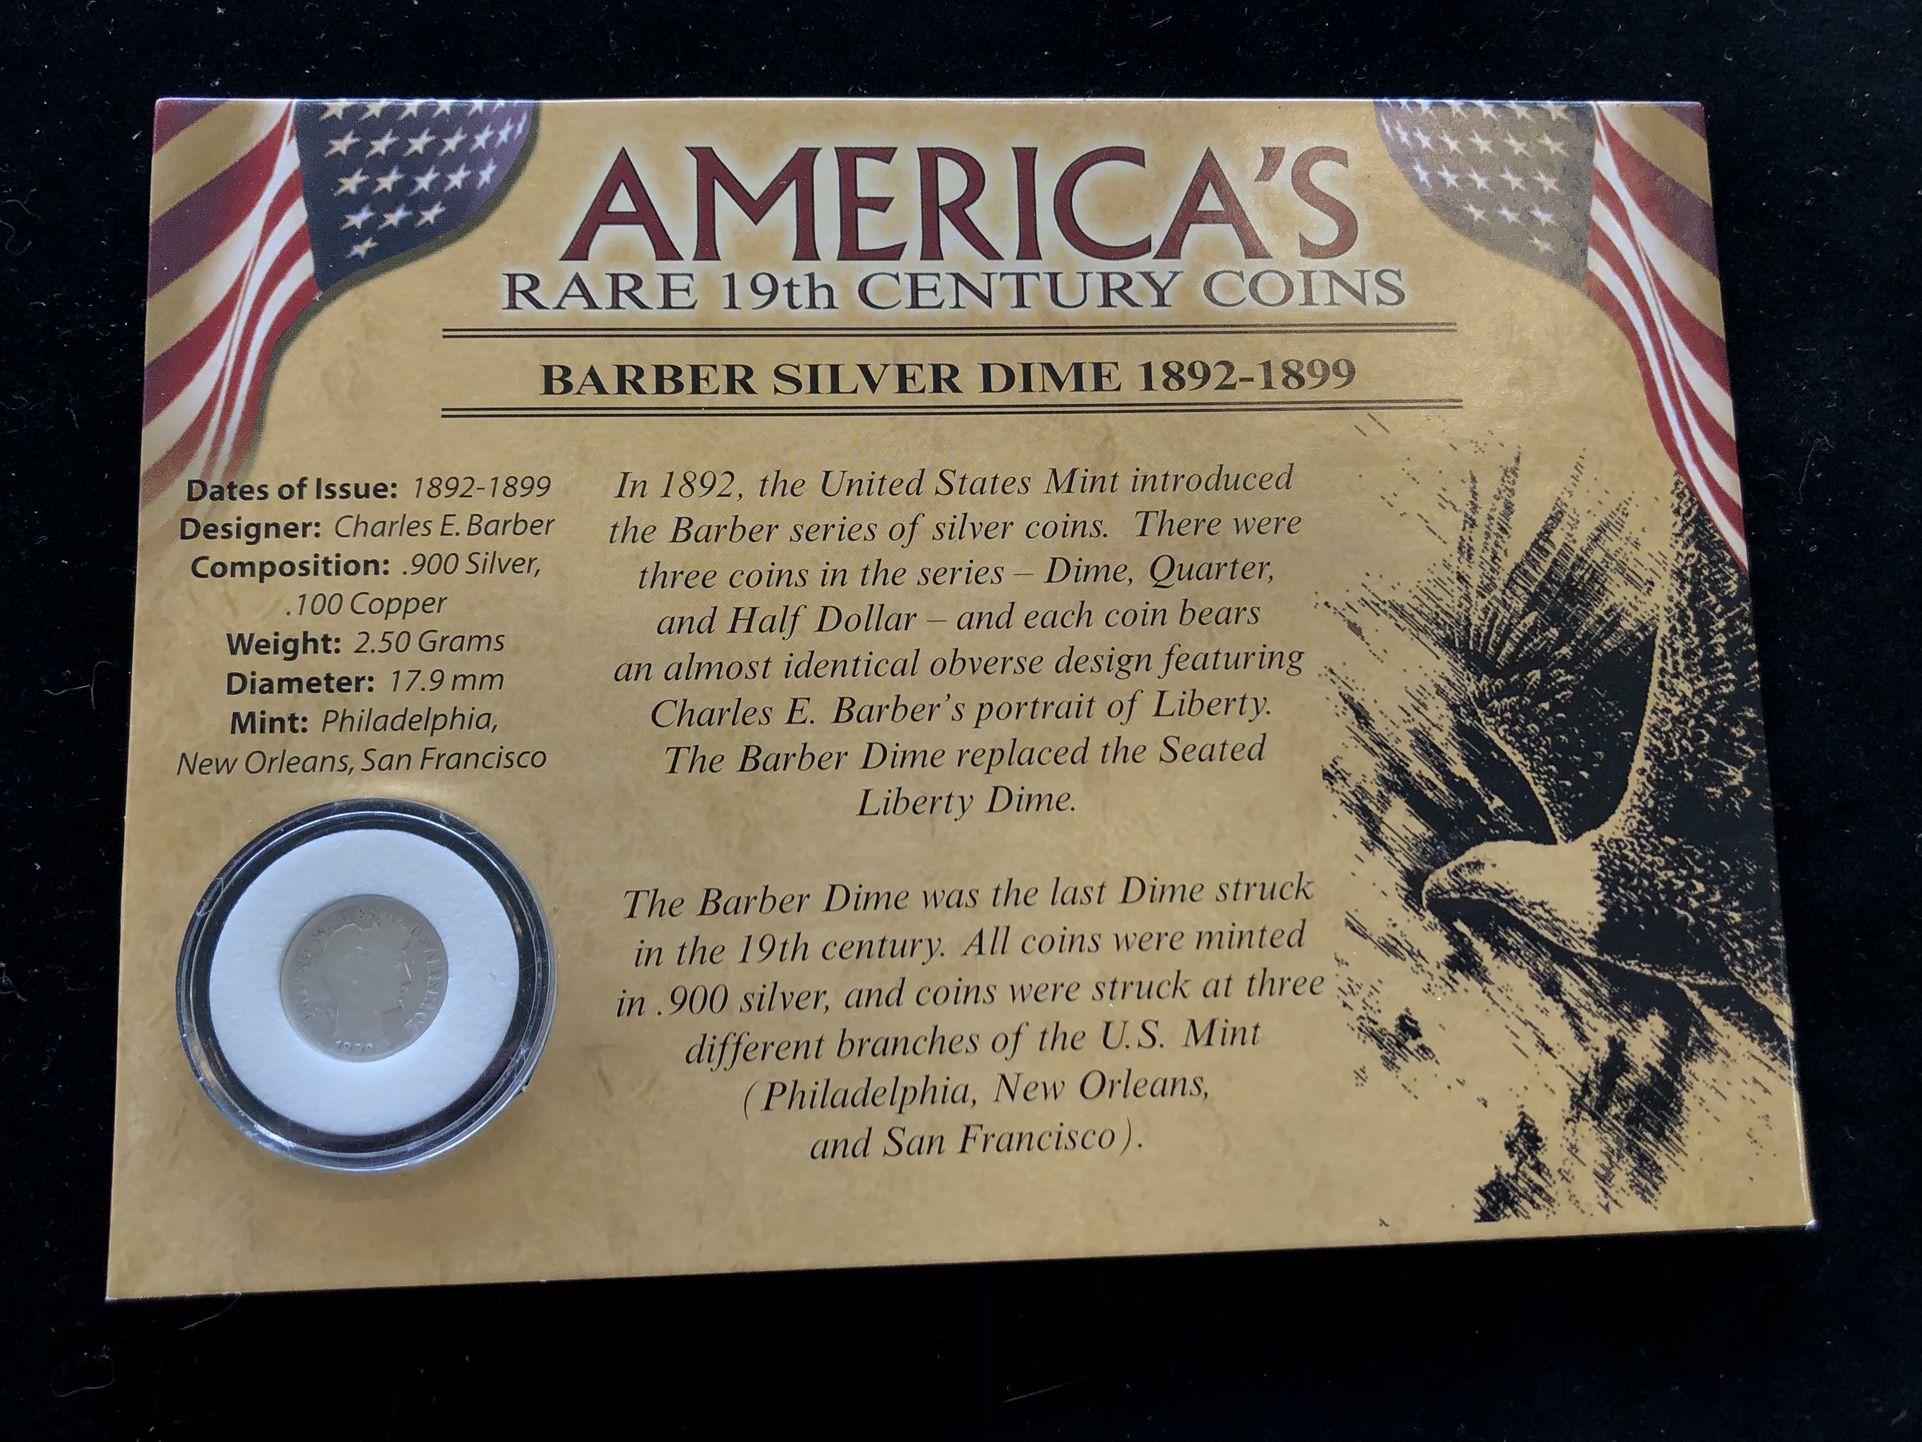 AMERICA'S
RARE 19th CENTURY COINS
BARBER SILVER DIME 1892-1899
Dates of Issue: 1892-1899
Designer: Charles E. Barber
Composition: .900 Silver,
.100 Copper
Weight: 2.50 Grams
Diameter: 17.9 mm
Mint: Philadelphia,
New Orleans, San Francisco
In 1892, the United States Mint introduced
the Barber series of silver coins. There were
three coins in the series – Dime, Quarter,
and Half Dollar – and each coin bears
an almost identical obverse design featuring
Charles E. Barber's portrait of Liberty.
The Barber Dime replaced the Seated
Liberty Dime.
The Barber Dime was the last Dime struck
in the 19th century. All coins were minted
in .900 silver, and coins were struck at three
different branches of the U.S. Mint
(Philadelphia, New Orleans,
and San Francisco).